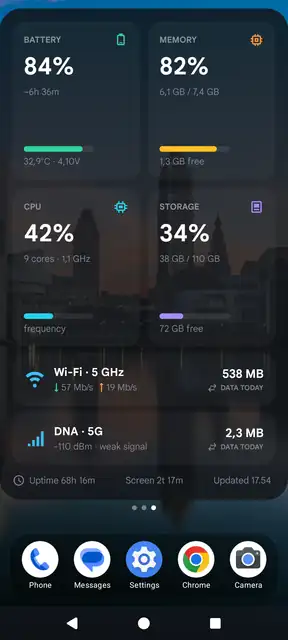 BATTERY
84%
~6h 36m
32,9°C · 4,10V
MEMORY
82%
6,1 GB / 7,4 GB
1,3 GB free
CPU
42%
9 cores · 1,1 GHz
frequency
STORAGE
34%
38 GB / 110 GB
72 GB free
Wi-Fi · 5 GHz
↓ 57 Mb/s ↑ 19 Mb/s
538 MB
DATA TODAY
DNA · 5G
-110 dBm · weak signal
2,3 MB
DATA TODAY
Uptime 68h 16m Screen 2t 17m Updated 17.54
Phone Messages Settings Chrome Camera